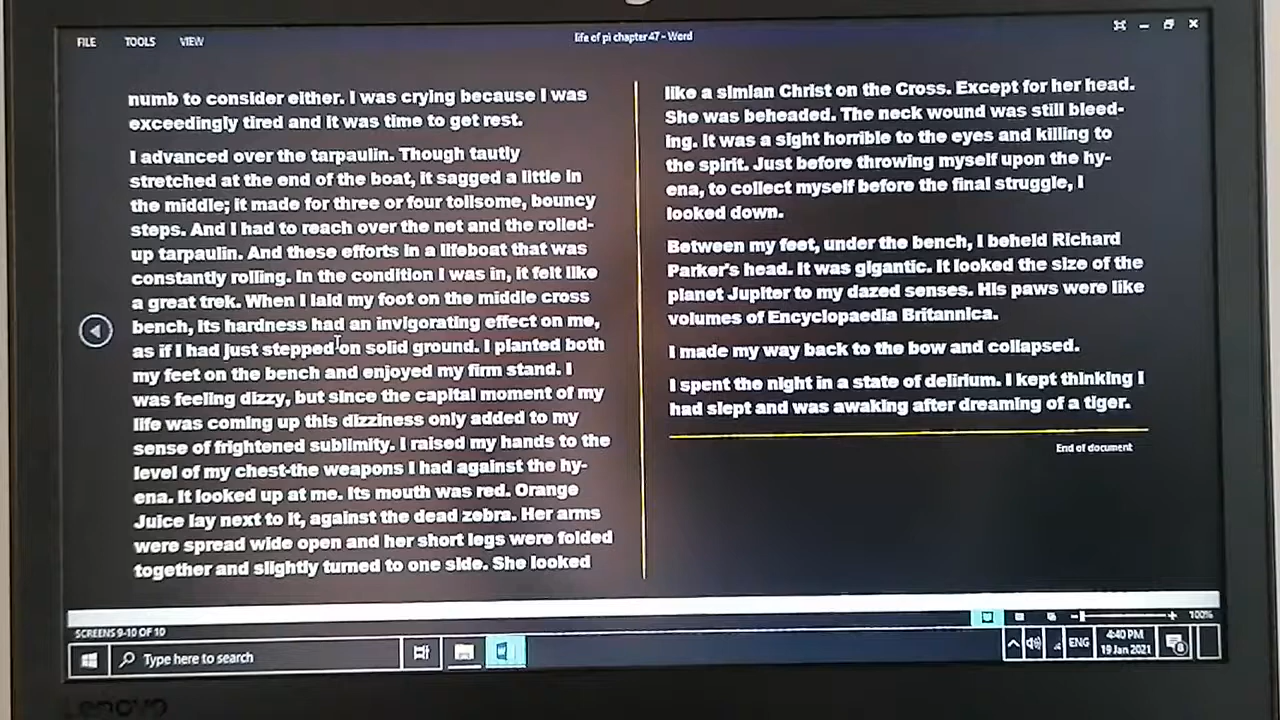 FILE TOOLS VIEW
life of pi chapter 47 - Word
numb to consider either. I was crying because I was
exceedingly tired and it was time to get rest.
I advanced over the tarpaulin. Though tautly
stretched at the end of the boat, it sagged a little in
the middle; it made for three or four toilsome, bouncy
steps. And I had to reach over the net and the rolled-
up tarpaulin. And these efforts in a lifeboat that was
constantly rolling. In the condition I was in, it felt like
a great trek. When I laid my foot on the middle cross
bench, its hardness had an invigorating effect on me,
as if I had just stepped on solid ground. I planted both
my feet on the bench and enjoyed my firm stand. I
was feeling dizzy, but since the capital moment of my
life was coming up this dizziness only added to my
sense of frightened sublimity. I raised my hands to the
level of my chest-the weapons I had against the hy-
ena. It looked up at me. Its mouth was red. Orange
Juice lay next to it, against the dead zebra. Her arms
were spread wide open and her short legs were folded
together and slightly turned to one side. She looked
like a simian Christ on the Cross. Except for her head.
She was beheaded. The neck wound was still bleed-
ing. It was a sight horrible to the eyes and killing to
the spirit. Just before throwing myself upon the hy-
ena, to collect myself before the final struggle, I
looked down.
Between my feet, under the bench, I beheld Richard
Parker's head. It was gigantic. It looked the size of the
planet Jupiter to my dazed senses. His paws were like
volumes of Encyclopaedia Britannica.
I made my way back to the bow and collapsed.
I spent the night in a state of delirium. I kept thinking I
had slept and was awaking after dreaming of a tiger.
End of document
SCREENS 9-10 OF 10
100%
Type here to search
ENG
4:40 PM
19 Jan 2021
8
Lenovo